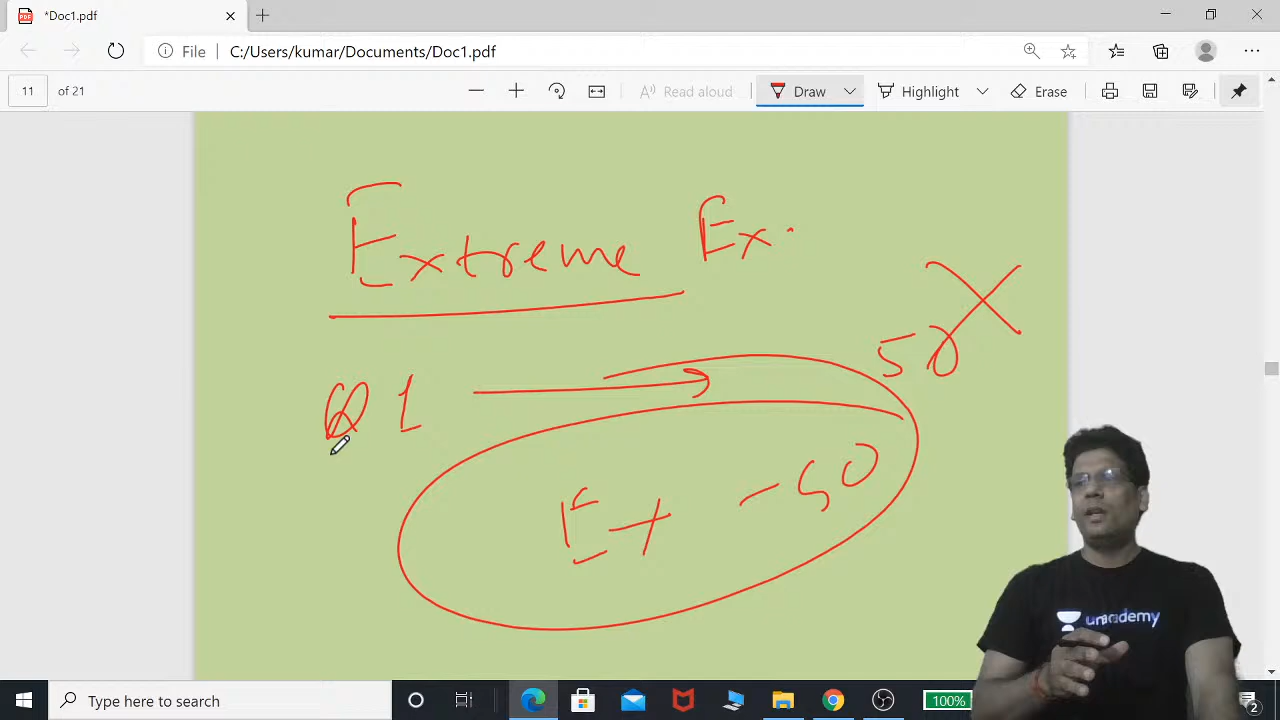 *Doc1.pdf
File C:/Users/kumar/Documents/Doc1.pdf
11 of 21 Read aloud Draw Highlight Erase
Extreme Ex.
50
Q 1
Ex - 50
unacademy
Type here to search 100% 2